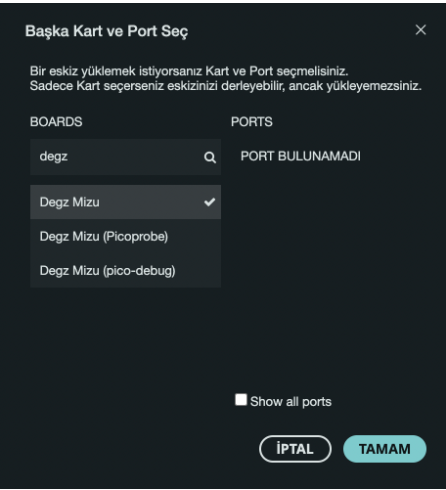 Başka Kart ve Port Seç
Bir eskiz yüklemek istiyorsanız Kart ve Port seçmelisiniz.
Sadece Kart seçerseniz eskizinizi derleyebilir, ancak yükleyemezsiniz.
BOARDS
PORTS
degz
PORT BULUNAMADI
Degz Mizu
Degz Mizu (Picoprobe)
Degz Mizu (pico-debug)
Show all ports
İPTAL
TAMAM